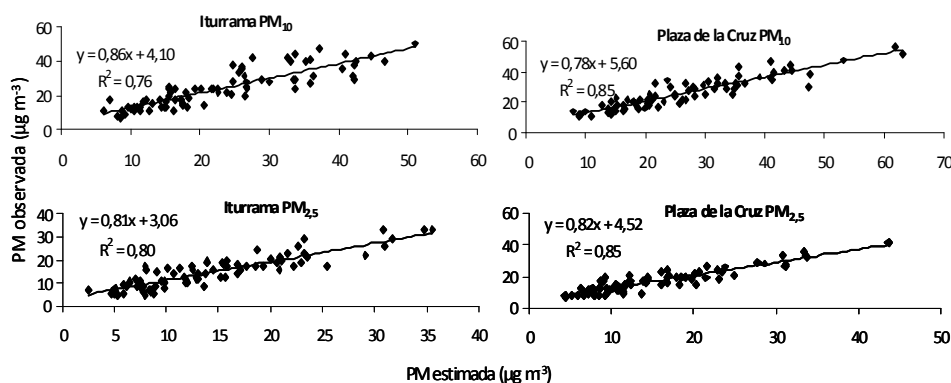 Iturrama PM10
y = 0,86x + 4,10
R2 = 0,76
60
40
20
0
0 10 20 30 40 50 60
Plaza de la Cruz PM10
y = 0,78x + 5,60
R2 = 0,85
60
40
20
0
0 10 20 30 40 50 60 70
PM observada (µg m-3)
Iturrama PM2,5
y = 0,81x + 3,06
R2 = 0,80
40
30
20
10
0
0 5 10 15 20 25 30 35 40
Plaza de la Cruz PM2,5
y = 0,82x + 4,52
R2 = 0,85
60
40
20
0
0 10 20 30 40 50
PM estimada (µg m-3)